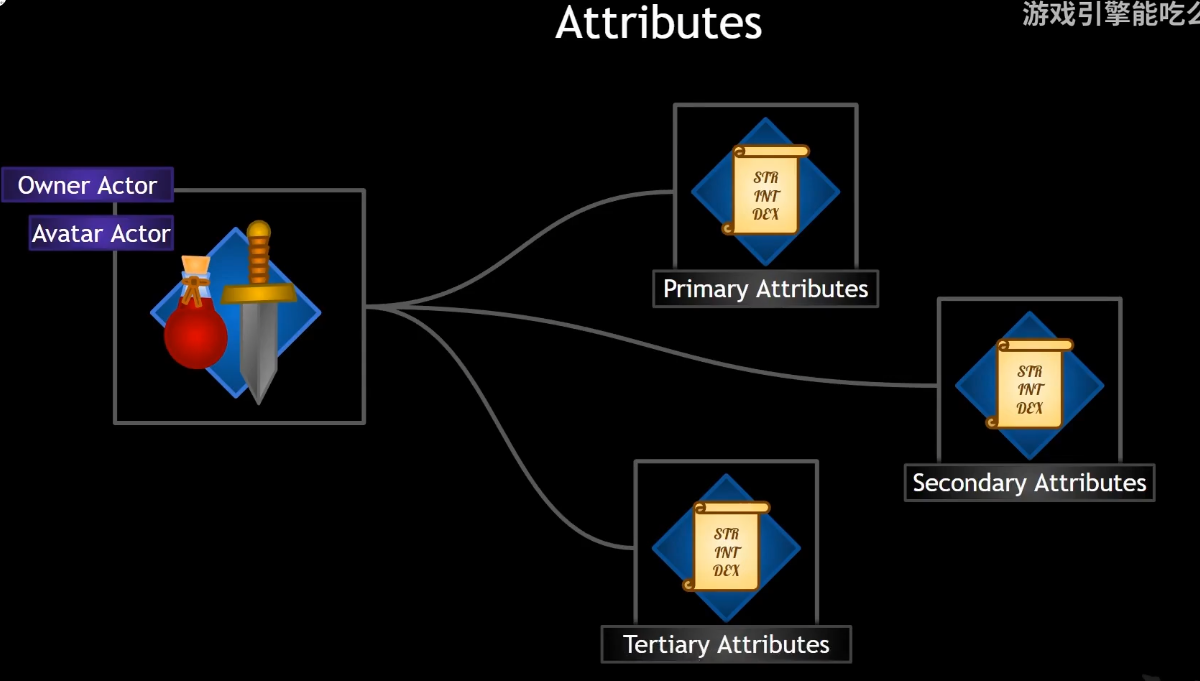 Attributes
游戏引擎能吃
Owner Actor
Avatar Actor
STR
INT
DEX
Primary Attributes
STR
INT
DEX
Secondary Attributes
STR
INT
DEX
Tertiary Attributes